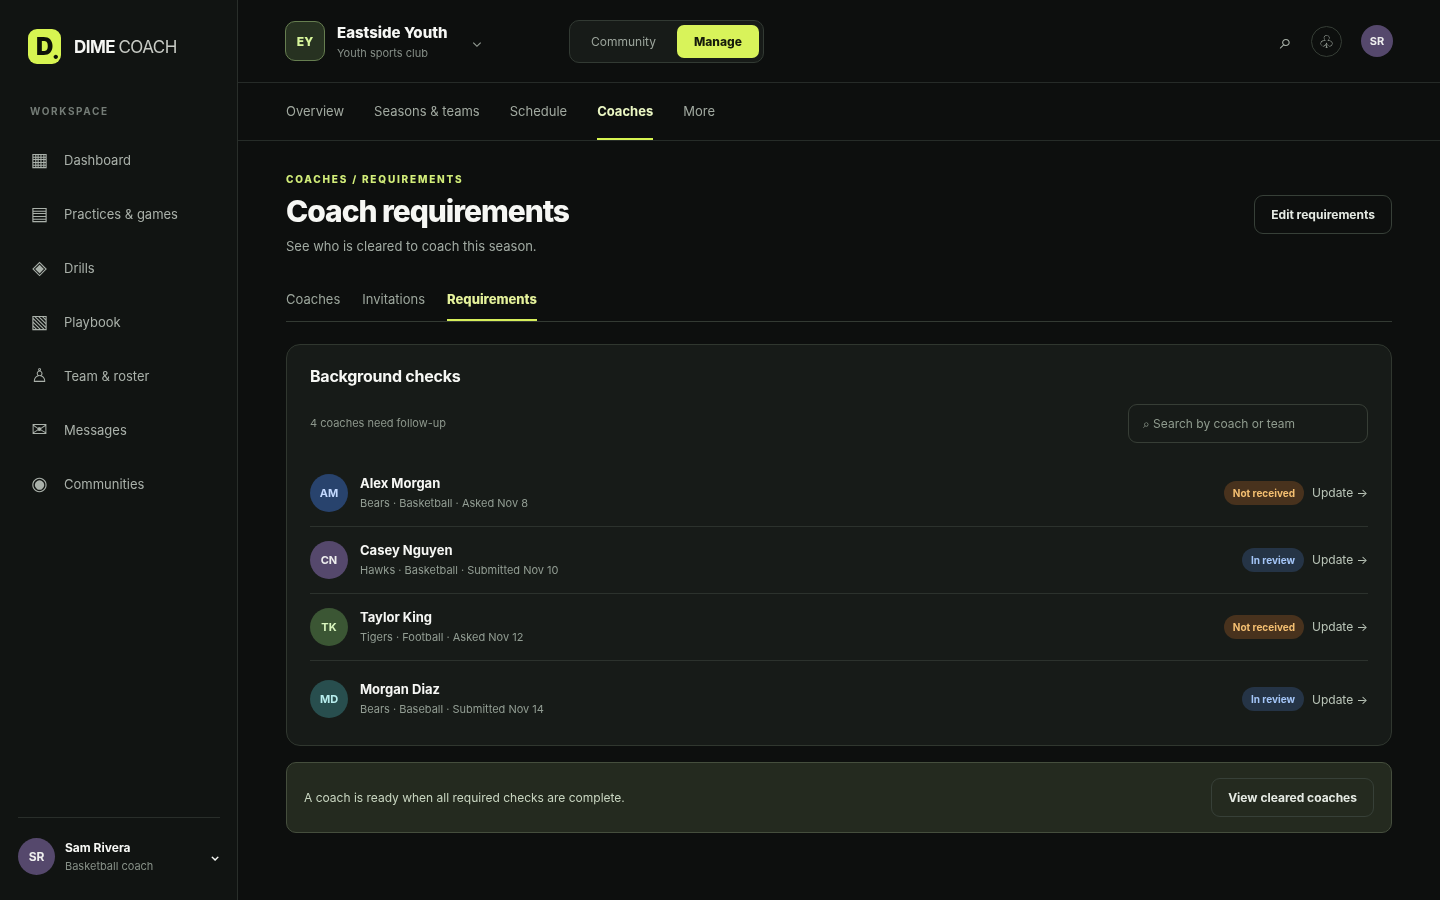 D.
DIME COACH
WORKSPACE
Dashboard
Practices & games
Drills
Playbook
Team & roster
Messages
Communities
SR
Sam Rivera
Basketball coach
EY
Eastside Youth
Youth sports club
Community
Manage
SR
Overview
Seasons & teams
Schedule
Coaches
More
COACHES / REQUIREMENTS
Coach requirements
See who is cleared to coach this season.
Edit requirements
Coaches
Invitations
Requirements
Background checks
4 coaches need follow-up
Search by coach or team
AM
Alex Morgan
Bears · Basketball · Asked Nov 8
Not received
Update →
CN
Casey Nguyen
Hawks · Basketball · Submitted Nov 10
In review
Update →
TK
Taylor King
Tigers · Football · Asked Nov 12
Not received
Update →
MD
Morgan Diaz
Bears · Baseball · Submitted Nov 14
In review
Update →
A coach is ready when all required checks are complete.
View cleared coaches